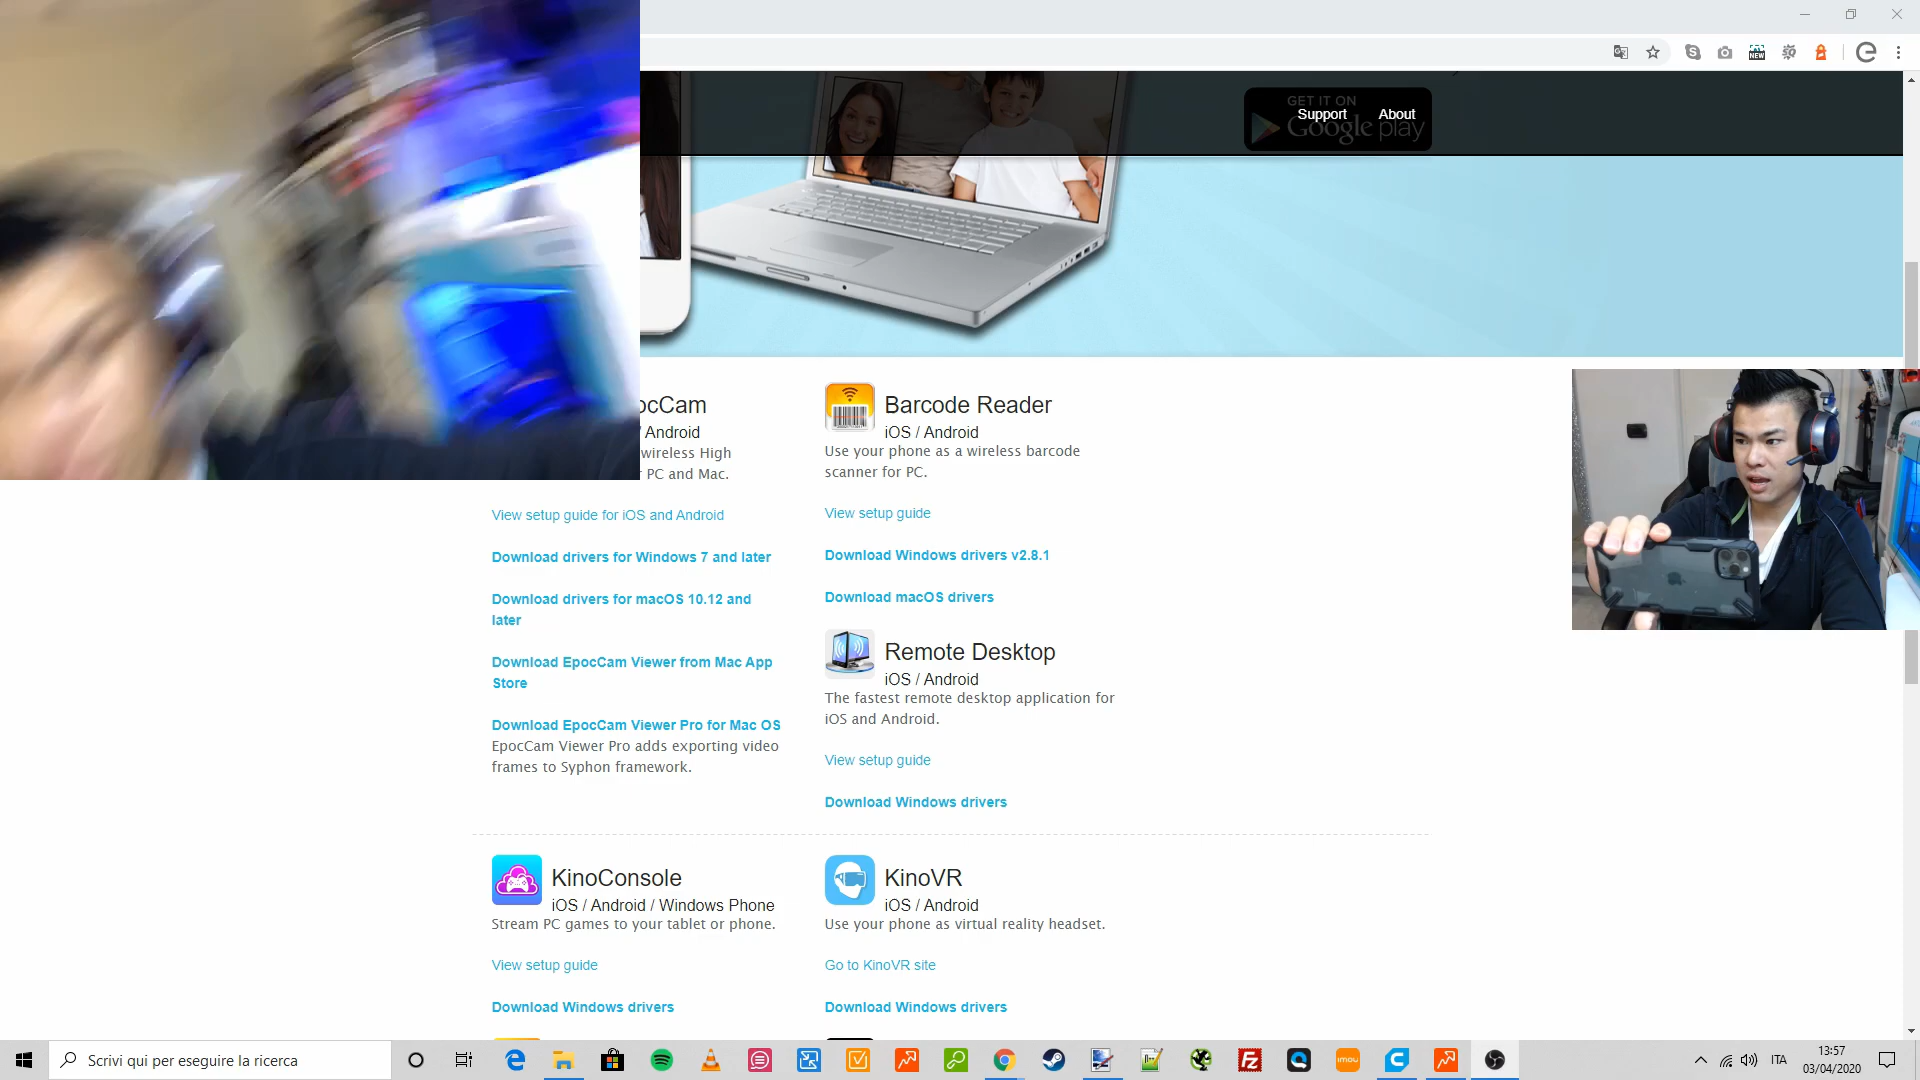 NEW
GET IT ON
Google play
Support
About
ocCam
/ Android
wireless High
PC and Mac.
View setup guide for iOS and Android
Download drivers for Windows 7 and later
Download drivers for macOS 10.12 and
later
Download EpocCam Viewer from Mac App
Store
Download EpocCam Viewer Pro for Mac OS
EpocCam Viewer Pro adds exporting video
frames to Syphon framework.
Barcode Reader
iOS / Android
Use your phone as a wireless barcode
scanner for PC.
View setup guide
Download Windows drivers v2.8.1
Download macOS drivers
Remote Desktop
iOS / Android
The fastest remote desktop application for
iOS and Android.
View setup guide
Download Windows drivers
KinoConsole
iOS / Android / Windows Phone
Stream PC games to your tablet or phone.
View setup guide
Download Windows drivers
KinoVR
iOS / Android
Use your phone as virtual reality headset.
Go to KinoVR site
Download Windows drivers
Scrivi qui per eseguire la ricerca
imou
ITA
13:57
03/04/2020